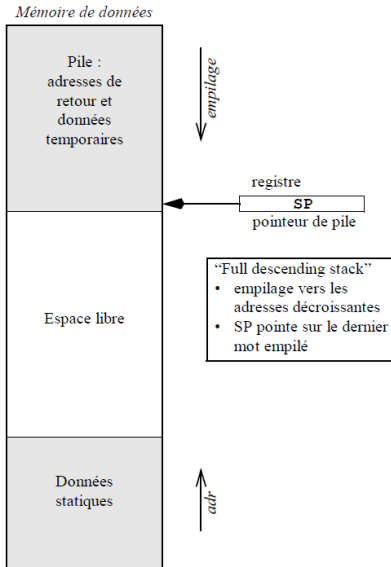 Mémoire de données
Pile :
adresses de
retour et
données
temporaires
empilage
registre
SP
pointeur de pile
“Full descending stack”
• empilage vers les
adresses décroissantes
• SP pointe sur le dernier
mot empilé
Espace libre
Données
statiques
adr